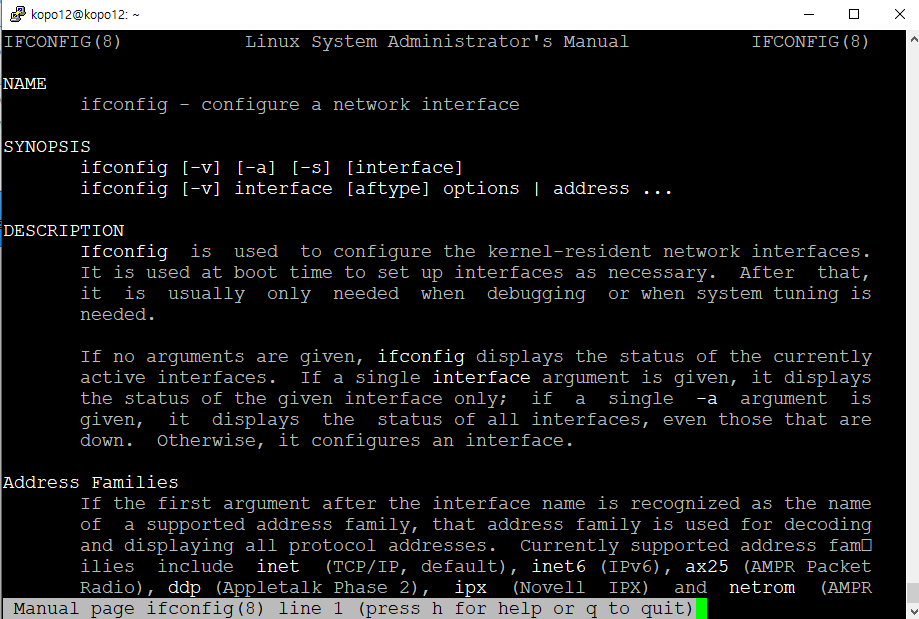 kopo12@kopo12: ~
IFCONFIG(8) Linux System Administrator's Manual IFCONFIG(8)
NAME
ifconfig - configure a network interface
SYNOPSIS
ifconfig [-v] [-a] [-s] [interface]
ifconfig [-v] interface [aftype] options | address ...
DESCRIPTION
Ifconfig is used to configure the kernel-resident network interfaces.
It is used at boot time to set up interfaces as necessary. After that,
it is usually only needed when debugging or when system tuning is
needed.
If no arguments are given, ifconfig displays the status of the currently
active interfaces. If a single interface argument is given, it displays
the status of the given interface only; if a single -a argument is
given, it displays the status of all interfaces, even those that are
down. Otherwise, it configures an interface.
Address Families
If the first argument after the interface name is recognized as the name
of a supported address family, that address family is used for decoding
and displaying all protocol addresses. Currently supported address fam□
ilies include inet (TCP/IP, default), inet6 (IPv6), ax25 (AMPR Packet
Radio), ddp (Appletalk Phase 2), ipx (Novell IPX) and netrom (AMPR
Manual page ifconfig(8) line 1 (press h for help or q to quit)